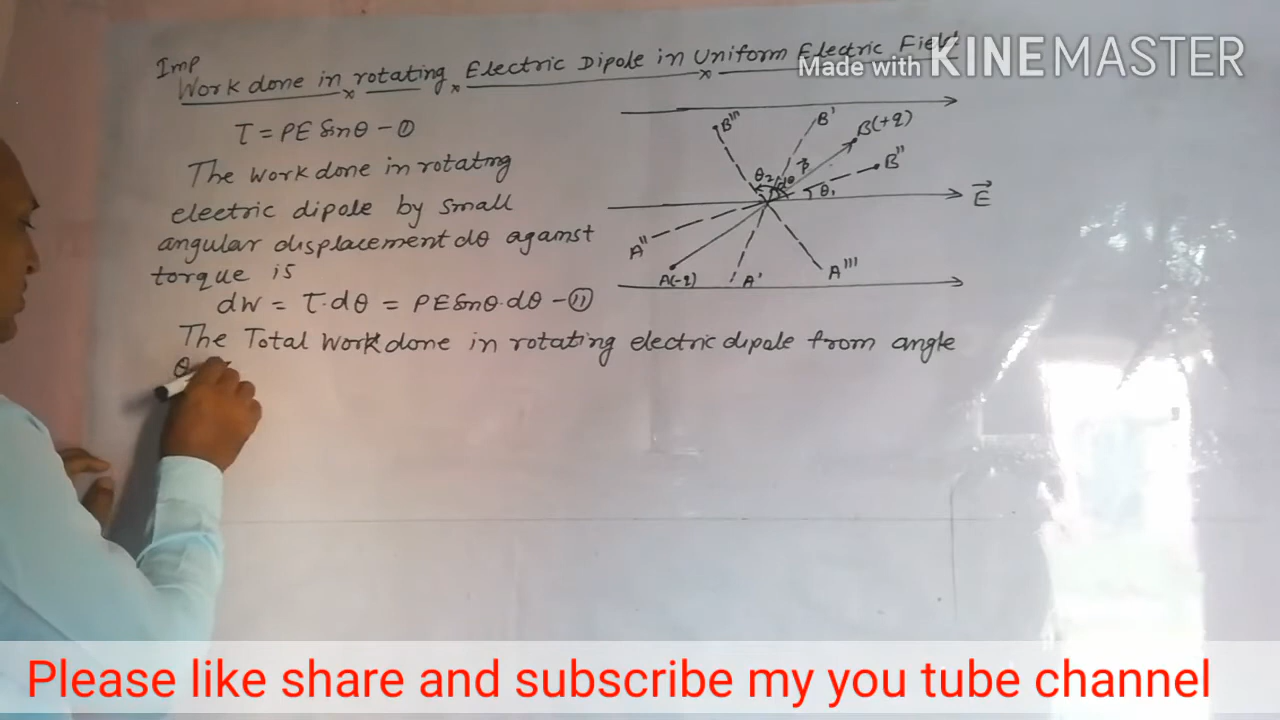 Imp
Work done in rotating Electric Dipole in Uniform Electric Field
Made with KINEMASTER
τ = PE Sinθ - ①
The work done in rotating
electric dipole by small
angular displacement dθ against
torque is
dW = τ·dθ = PE Sinθ·dθ - ⑪
The Total Work done in rotating electric dipole from angle
θ
B'''
B'
B(+q)
B''
θ₂
dθ
θ
P
θ₁
E
A''
A(-q)
A'
A'''
Please like share and subscribe my you tube channel